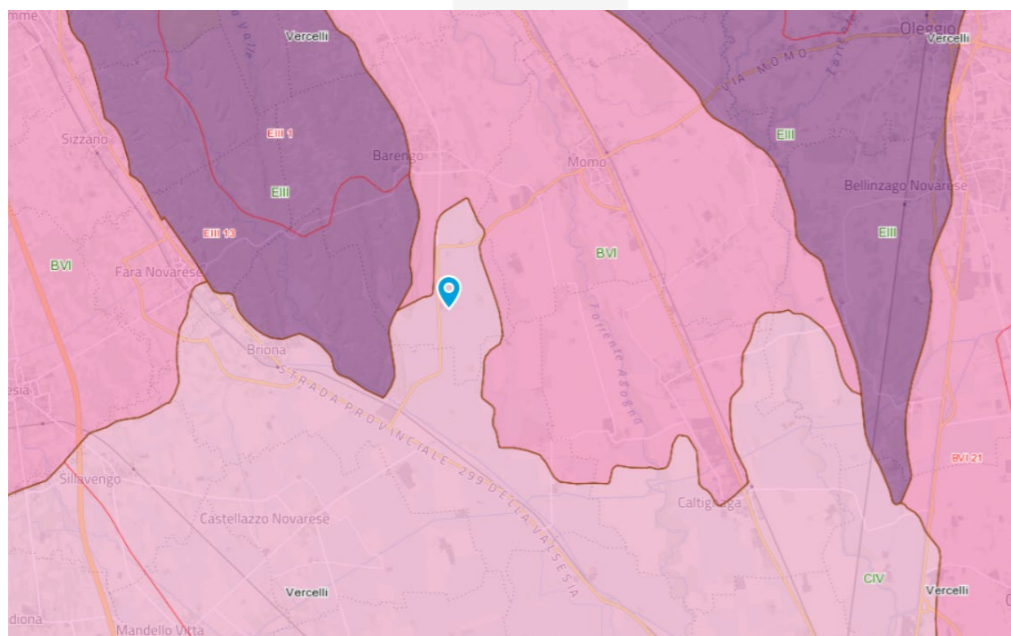 Vercelli
Oleggio
Vercelli
VIA MOMO
Sizzano
EIII 1
EIII
Barengo
Momo
EIII
Bellinzago Novarese
EIII 13
EIII
BVI
BVI
Fara Novarese
Torrente Agogna
Briona
STRADA PROVINCIALE 299 DELLA VALSESIA
BVI 21
Sillavengo
Caltignaga
Castellazzo Novarese
CIV
Vercelli
Vercelli
Mandello Vitta